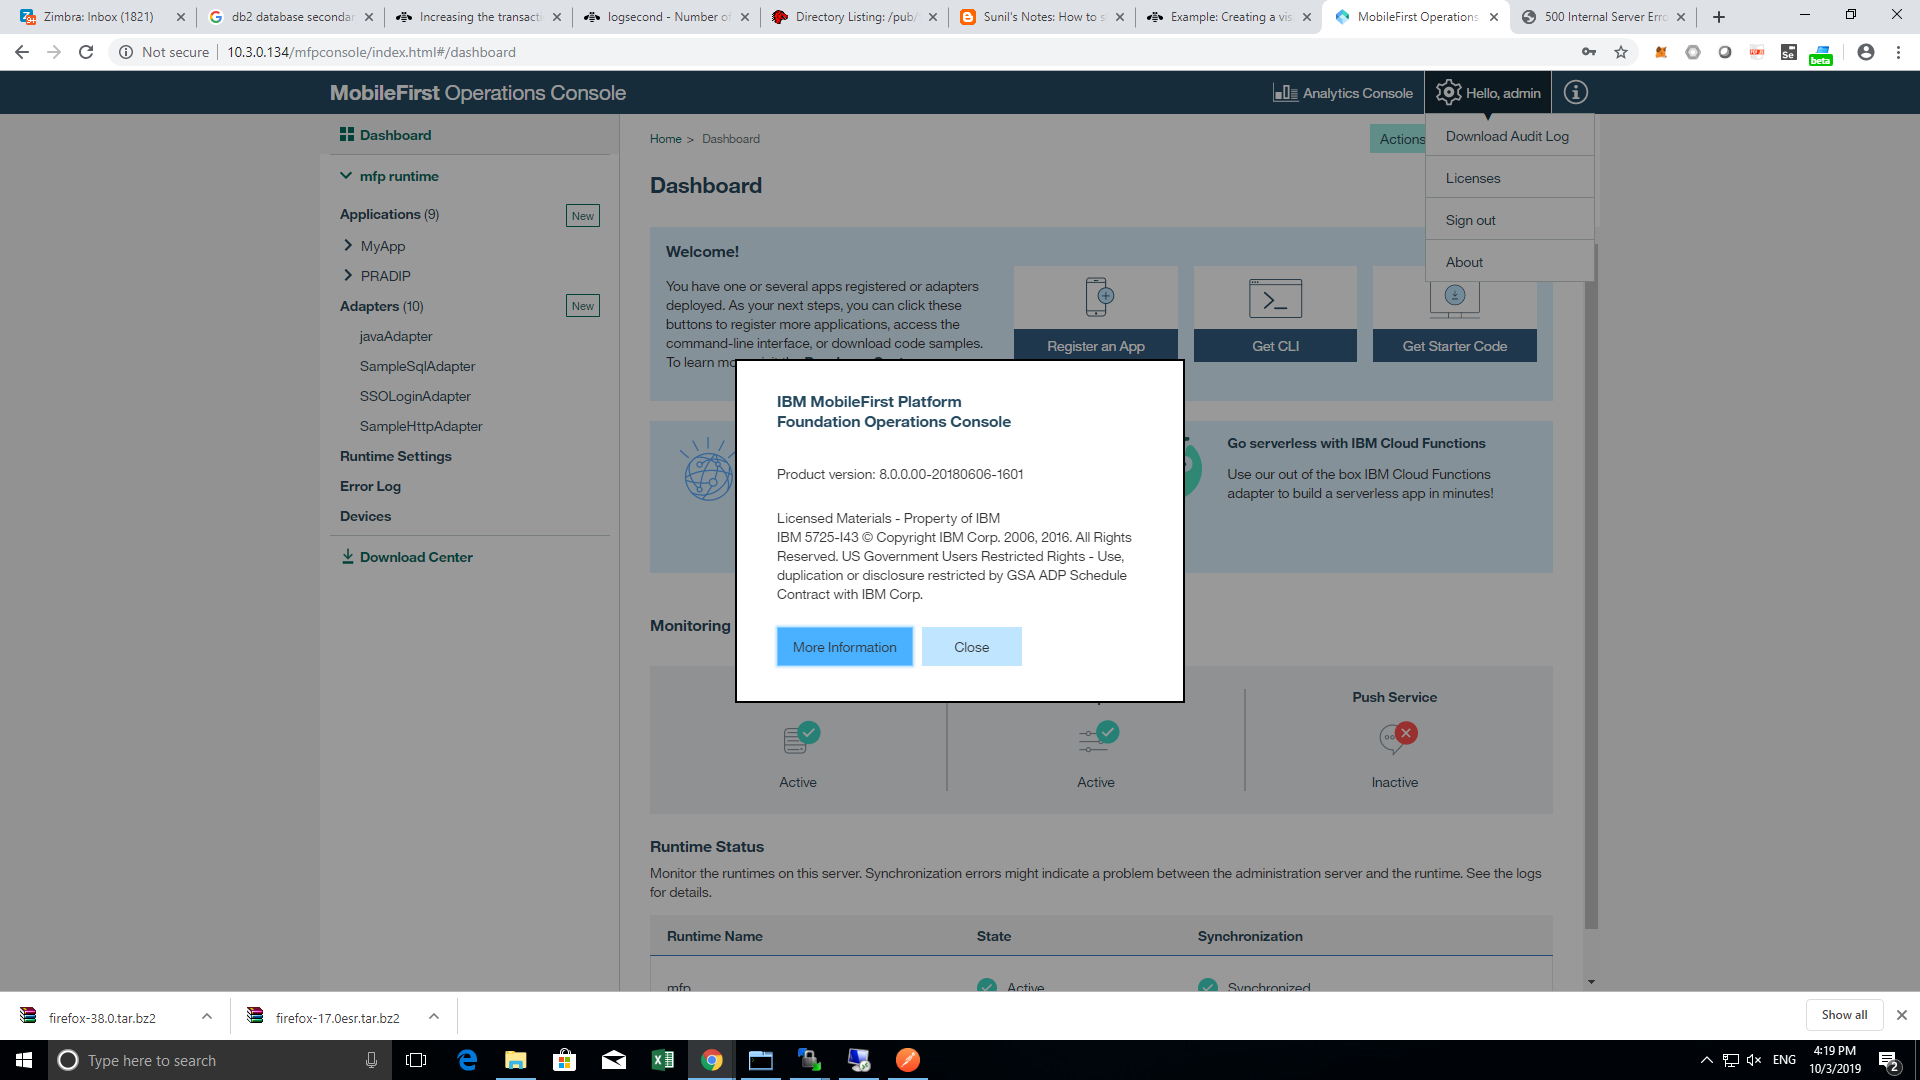 Zimbra: Inbox (1821)
db2 database secondar
Increasing the transacti
logsecond - Number of
Directory Listing: /pub/
Sunil's Notes: How to s
Example: Creating a vis
MobileFirst Operations
500 Internal Server Erro
Not secure
10.3.0.134/mfpconsole/index.html#/dashboard
Se
beta
MobileFirst Operations Console
Analytics Console
Hello, admin
Download Audit Log
Licenses
Sign out
About
Dashboard
mfp runtime
Applications (9)
New
MyApp
PRADIP
Adapters (10)
New
javaAdapter
SampleSqlAdapter
SSOLoginAdapter
SampleHttpAdapter
Runtime Settings
Error Log
Devices
Download Center
Home > Dashboard
Actions
Dashboard
Welcome!
You have one or several apps registered or adapters
deployed. As your next steps, you can click these
buttons to register more applications, access the
command-line interface, or download code samples.
To learn mo
Register an App
Get CLI
Get Starter Code
Go serverless with IBM Cloud Functions
Use our out of the box IBM Cloud Functions
adapter to build a serverless app in minutes!
IBM MobileFirst Platform
Foundation Operations Console
Product version: 8.0.0.00-20180606-1601
Licensed Materials - Property of IBM
IBM 5725-I43 © Copyright IBM Corp. 2006, 2016. All Rights
Reserved. US Government Users Restricted Rights - Use,
duplication or disclosure restricted by GSA ADP Schedule
Contract with IBM Corp.
More Information
Close
Monitoring
Push Service
Active
Active
Inactive
Runtime Status
Monitor the runtimes on this server. Synchronization errors might indicate a problem between the administration server and the runtime. See the logs
for details.
Runtime Name
State
Synchronization
mfp
Active
Synchronized
firefox-38.0.tar.bz2
firefox-17.0esr.tar.bz2
Show all
Type here to search
ENG
4:19 PM
10/3/2019
2